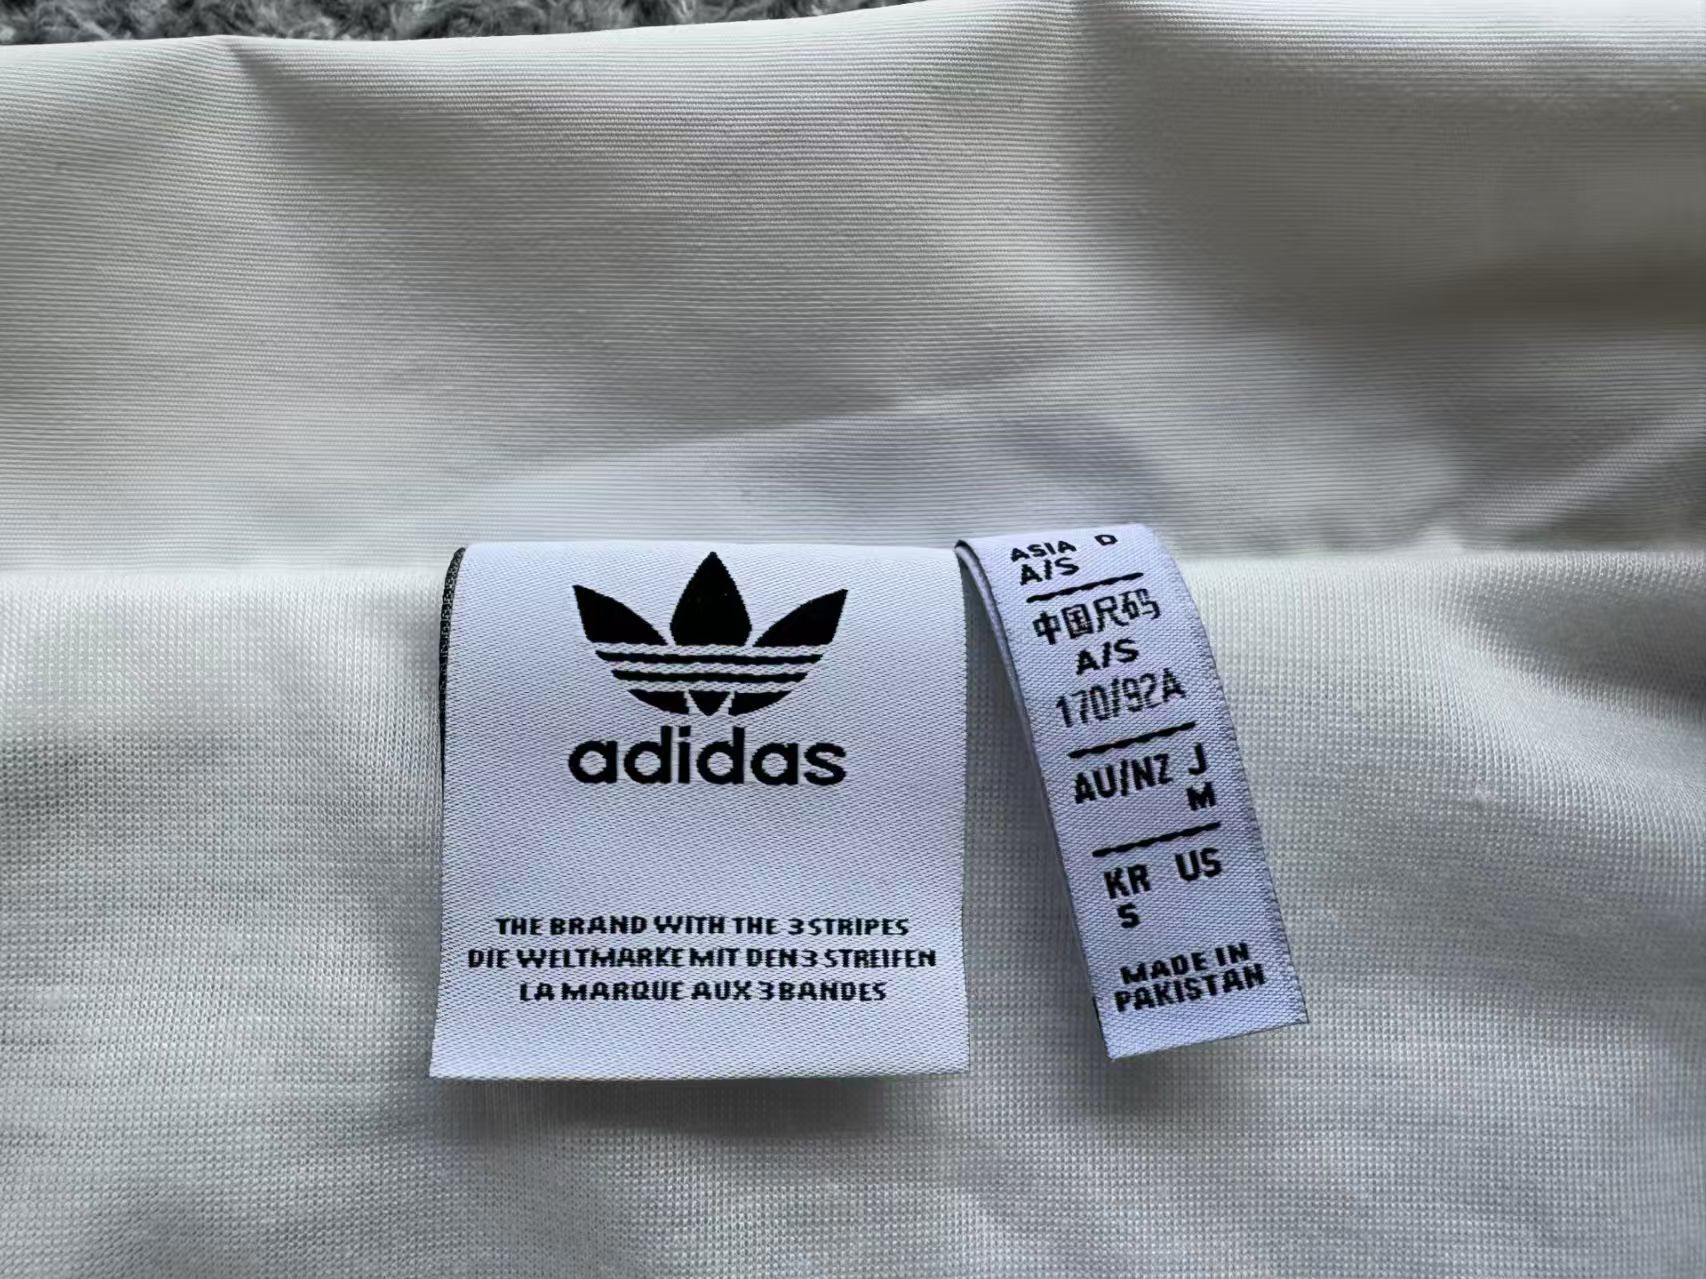 adidas
THE BRAND WITH THE 3 STRIPES
DIE WELTMARKE MIT DEN 3 STREIFEN
LA MARQUE AUX 3 BANDES
ASIA D
A/S
中国尺码
A/S
170/92A
AU/NZ J
M
KR US
S
MADE IN
PAKISTAN